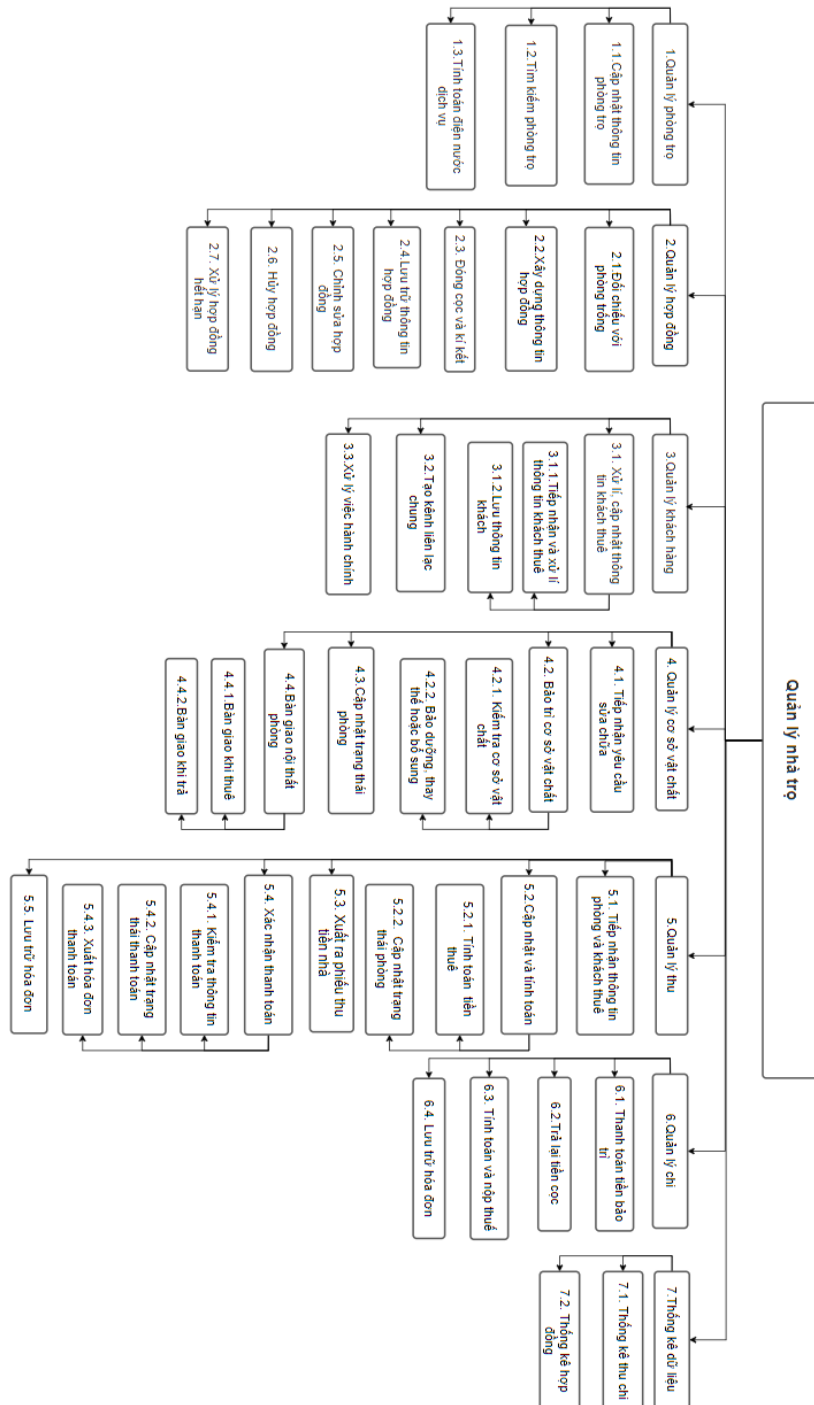 Quản lý nhà trọ
1.Quản lý phòng trọ
1.1.Cập nhật thông tin
phòng trọ
1.2.Tìm kiếm phòng trọ
1.3.Tính toán điện nước
dịch vụ
2.Quản lý hợp đồng
2.1.Đối chiếu với
phòng trống
2.2.Xây dựng thông tin
hợp đồng
2.3. Đóng cọc và kí kết
2.4.Lưu trữ thông tin
hợp đồng
2.5. Chỉnh sửa hợp
đồng
2.6. Hủy hợp đồng
2.7. Xử lý hợp đồng
hết hạn
3.Quản lý khách hàng
3.1. Xử lí, cập nhật thông
tin khách thuê
3.1.1.Tiếp nhận và xử lí
thông tin khách thuê
3.1.2 Lưu thông tin
khách
3.2.Tạo kênh liên lạc
chung
3.3.Xử lý việc hành chính
4. Quản lý cơ sở vật chất
4.1. Tiếp nhận yêu cầu
sửa chữa
4.2. Bảo trì cơ sở vật chất
4.2.1. Kiểm tra cơ sở vật
chất
4.2.2. Bảo dưỡng, thay
thế hoặc bổ sung
4.3.Cập nhật trạng thái
phòng
4.4.Bàn giao nội thất
phòng
4.4.1.Bàn giao khi thuê
4.4.2.Bàn giao khi trả
5.Quản lý thu
5.1. Tiếp nhận thông tin
phòng và khách thuê
5.2.Cập nhật và tính toán
5.2.1. Tính toán tiền
thuê
5.2.2. Cập nhật trạng
thái phòng
5.3. Xuất ra phiếu thu
tiền nhà
5.4. Xác nhận thanh toán
5.4.1. Kiểm tra thông tin
thanh toán
5.4.2. Cập nhật trạng
thái thanh toán
5.4.3. Xuất hóa đơn
thanh toán
5.5. Lưu trữ hóa đơn
6.Quản lý chi
6.1. Thanh toán tiền bảo
trì
6.2.Trả lại tiền cọc
6.3. Tính toán và nộp thuế
6.4. Lưu trữ hóa đơn
7.Thống kê dữ liệu
7.1. Thống kê thu chi
7.2. Thống kê hợp
đồng